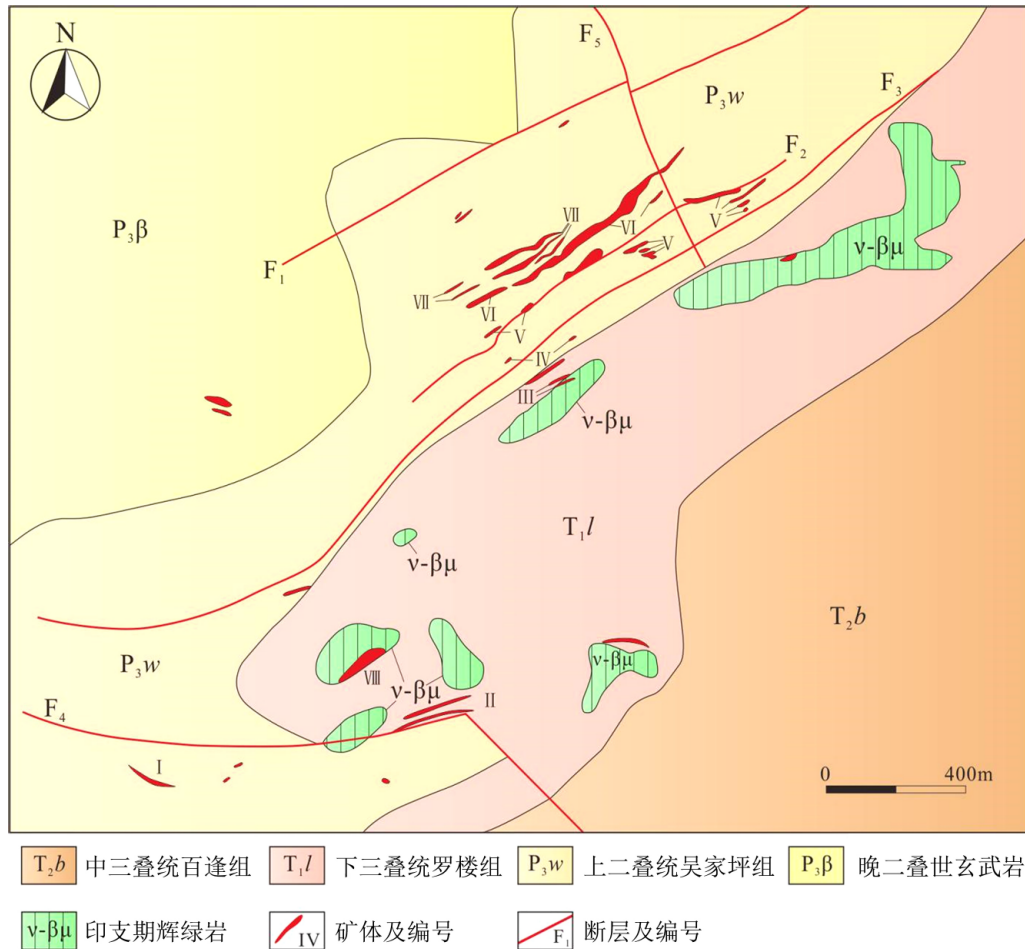 N
F₅
P₃w
F₃
F₂
P₃β
F₁
VII
VI
V
V
ν-βμ
VII
VI
V
IV
III
ν-βμ
T₁l
ν-βμ
T₂b
P₃w
VIII
ν-βμ
ν-βμ
II
F₄
I
0 400m
T₂b 中三叠统百逢组 T₁l 下三叠统罗楼组 P₃w 上二叠统吴家坪组 P₃β 晚二叠世玄武岩
ν-βμ 印支期辉绿岩 IV 矿体及编号 F₁ 断层及编号